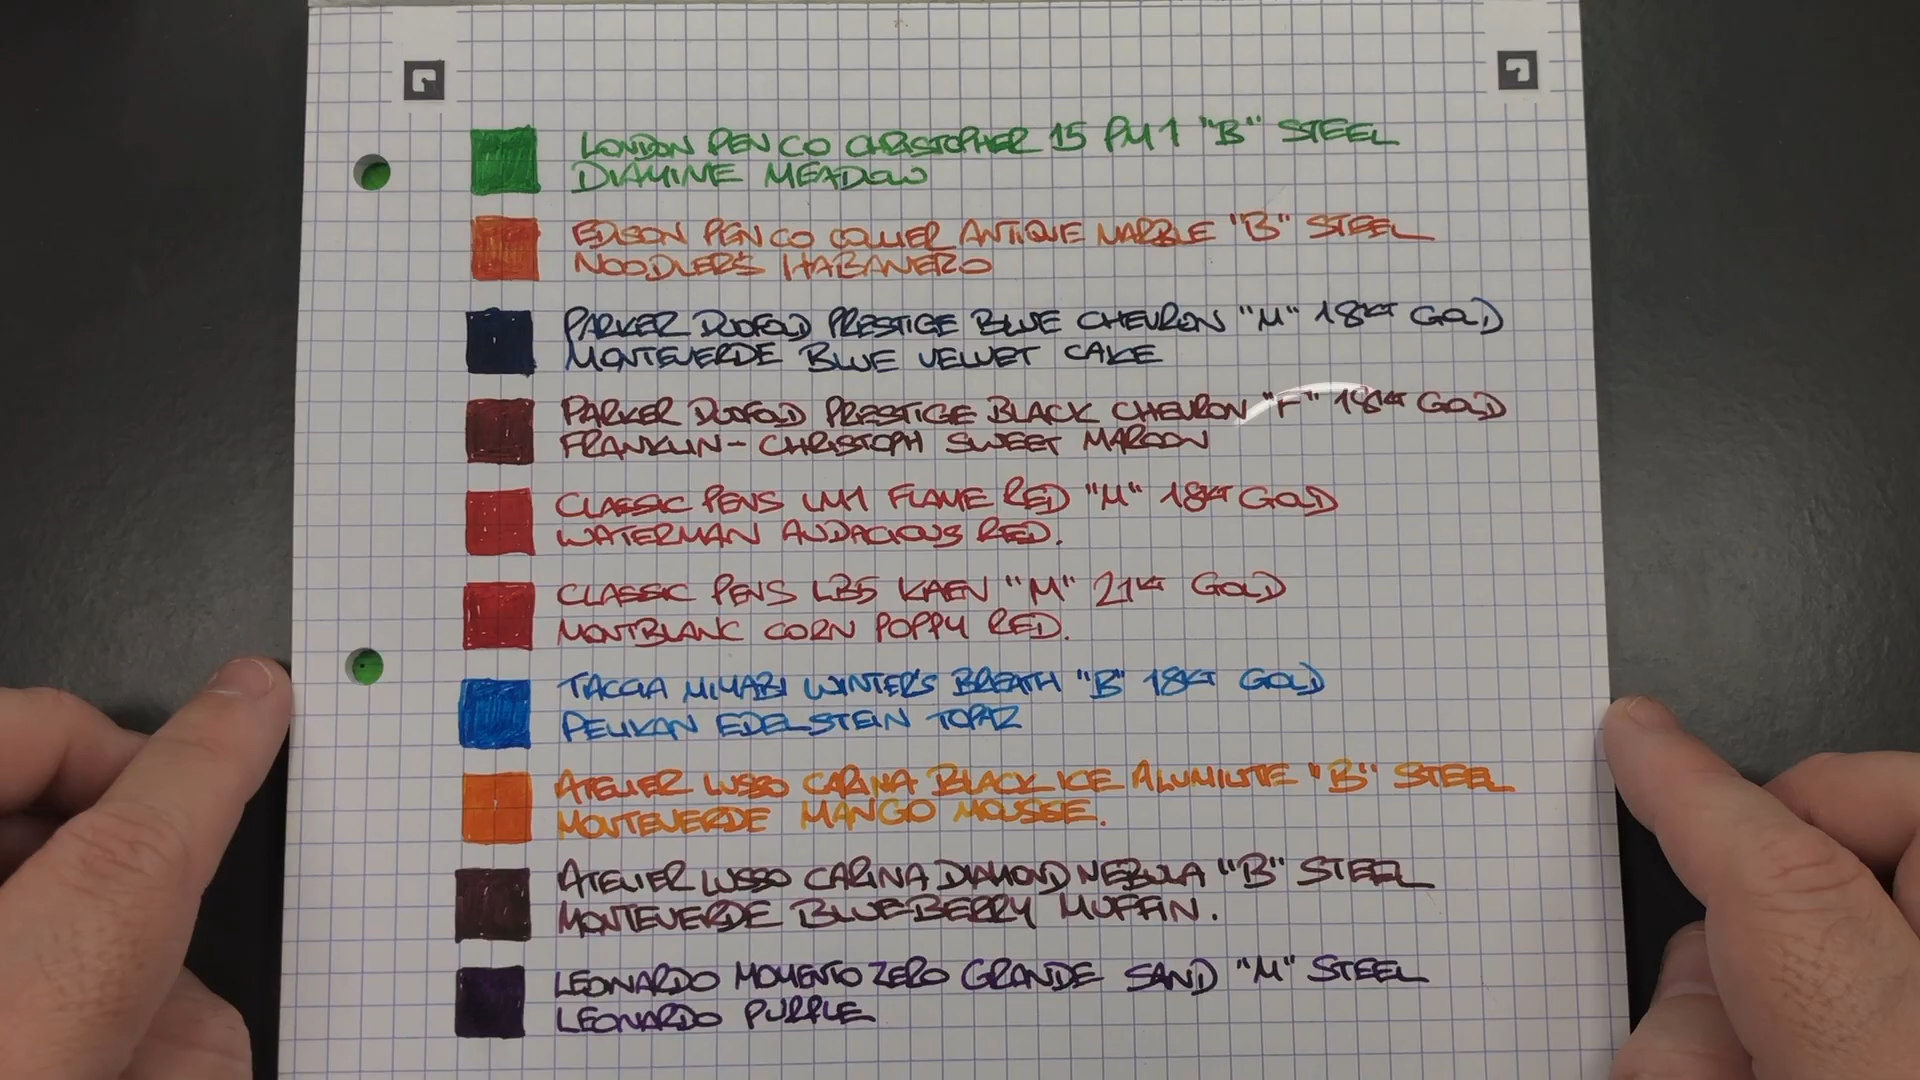 LONDON PEN CO CHRISTOPHER 15 PM1 "B" STEEL
DIAMINE MEADOW
EDISON PEN CO COLLIER ANTIQUE MARBLE "B" STEEL
NOODLER'S HABANERO
PARKER DUOFOLD PRESTIGE BLUE CHEVRON "M" 18KT GOLD
MONTEVERDE BLUE VELVET CAKE
PARKER DUOFOLD PRESTIGE BLACK CHEVRON "F" 18KT GOLD
FRANKLIN-CHRISTOPH SWEET MAROON
CLASSIC PENS LM1 FLAME RED "M" 18KT GOLD
WATERMAN AUDACIOUS RED.
CLASSIC PENS LB5 KAEN "M" 21KT GOLD
MONTBLANC CORN POPPY RED.
TACCIA MIYABI WINTER'S BREATH "B" 18KT GOLD
PELIKAN EDELSTEIN TOPAZ
ATELIER LUSSO CARINA BLACK ICE ALUMILITE "B" STEEL
MONTEVERDE MANGO MOUSSE.
ATELIER LUSSO CARINA DIAMOND NEBULA "B" STEEL
MONTEVERDE BLUEBERRY MUFFIN.
LEONARDO MOMENTO ZERO GRANDE SAND "M" STEEL
LEONARDO PURPLE